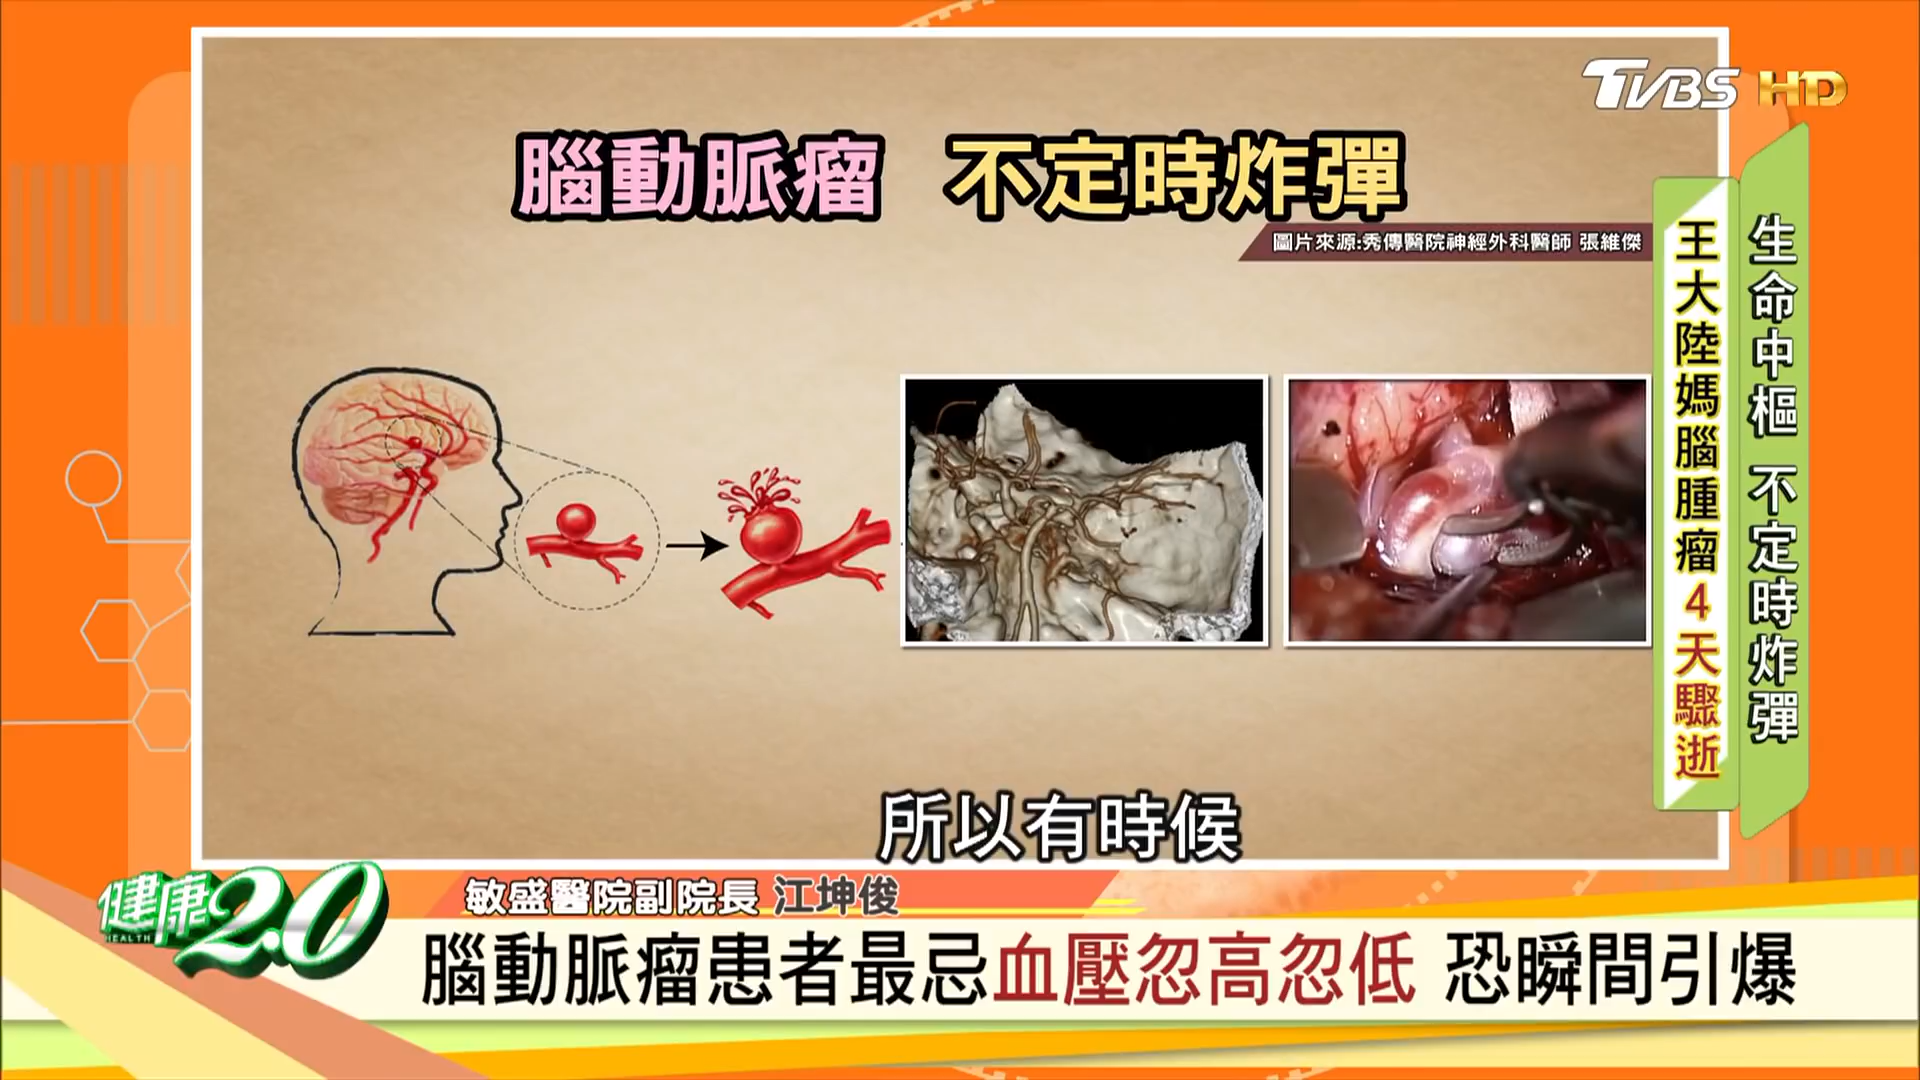 TVBS HD
腦動脈瘤 不定時炸彈
圖片來源:秀傳醫院神經外科醫師 張維傑
生命中樞 不定時炸彈
王大陸媽腦腫瘤4天驟逝
所以有時候
健康2.0
HEALTH
敏盛醫院副院長 江坤俊
腦動脈瘤患者最忌血壓忽高忽低 恐瞬間引爆